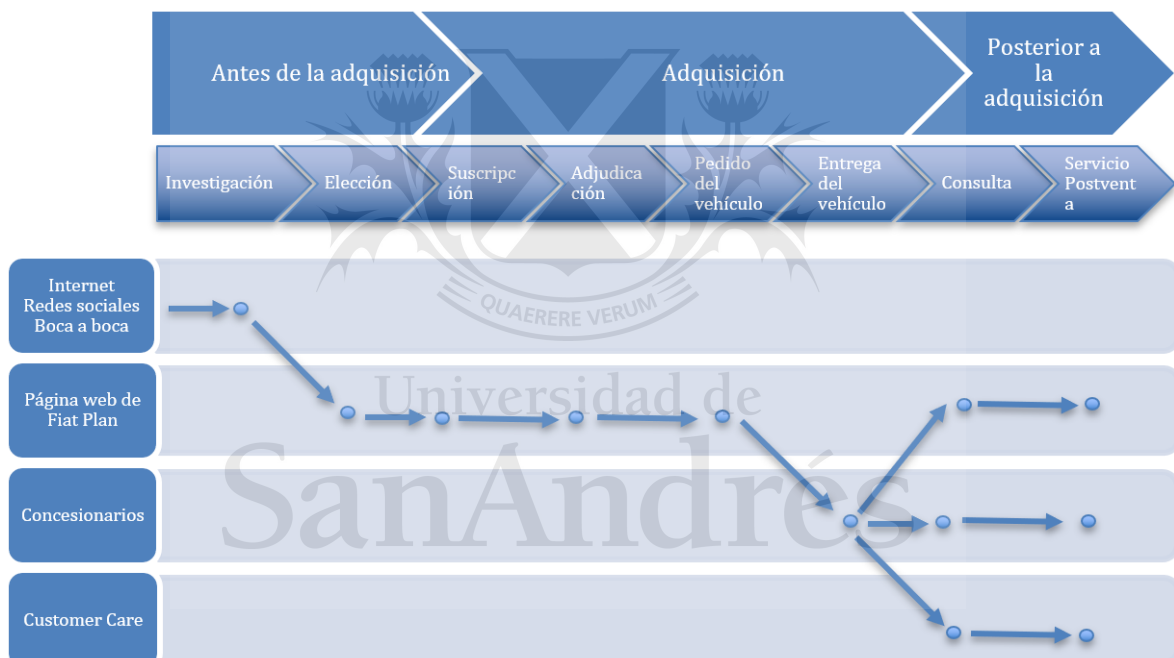 Antes de la adquisición
Adquisición
Posterior a
la
adquisición
Investigación
Elección
Suscripc
ión
Adjudica
ción
Pedido
del
vehículo
Entrega
del
vehículo
Consulta
Servicio
Postvent
a
Internet
Redes sociales
Boca a boca
QUAERERE VERUM
Página web de
Fiat Plan
Universidad de
SanAndrés
Concesionarios
Customer Care